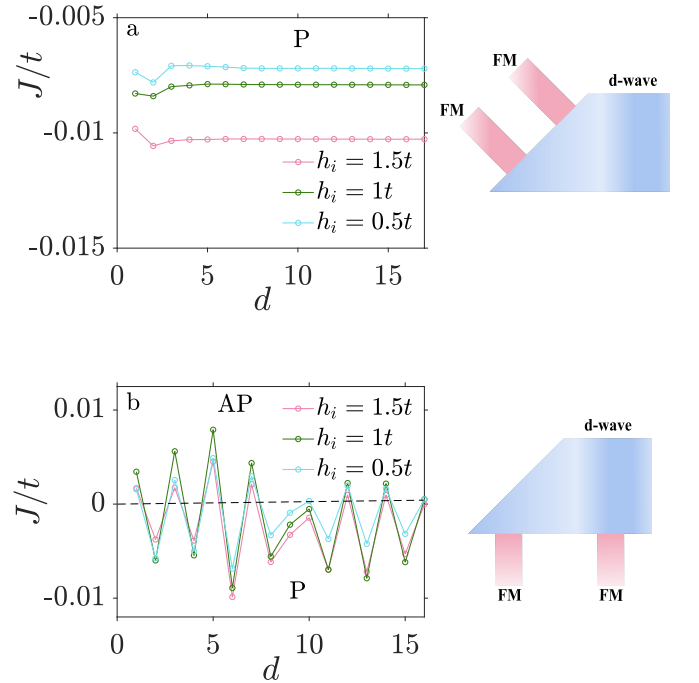 a
P
J/t
-0.005
-0.01
-0.015
h_i = 1.5t
h_i = 1t
h_i = 0.5t
0 5 10 15
d
FM
FM
d-wave
b
AP
J/t
0.01
0
-0.01
h_i = 1.5t
h_i = 1t
h_i = 0.5t
P
0 5 10 15
d
d-wave
FM FM